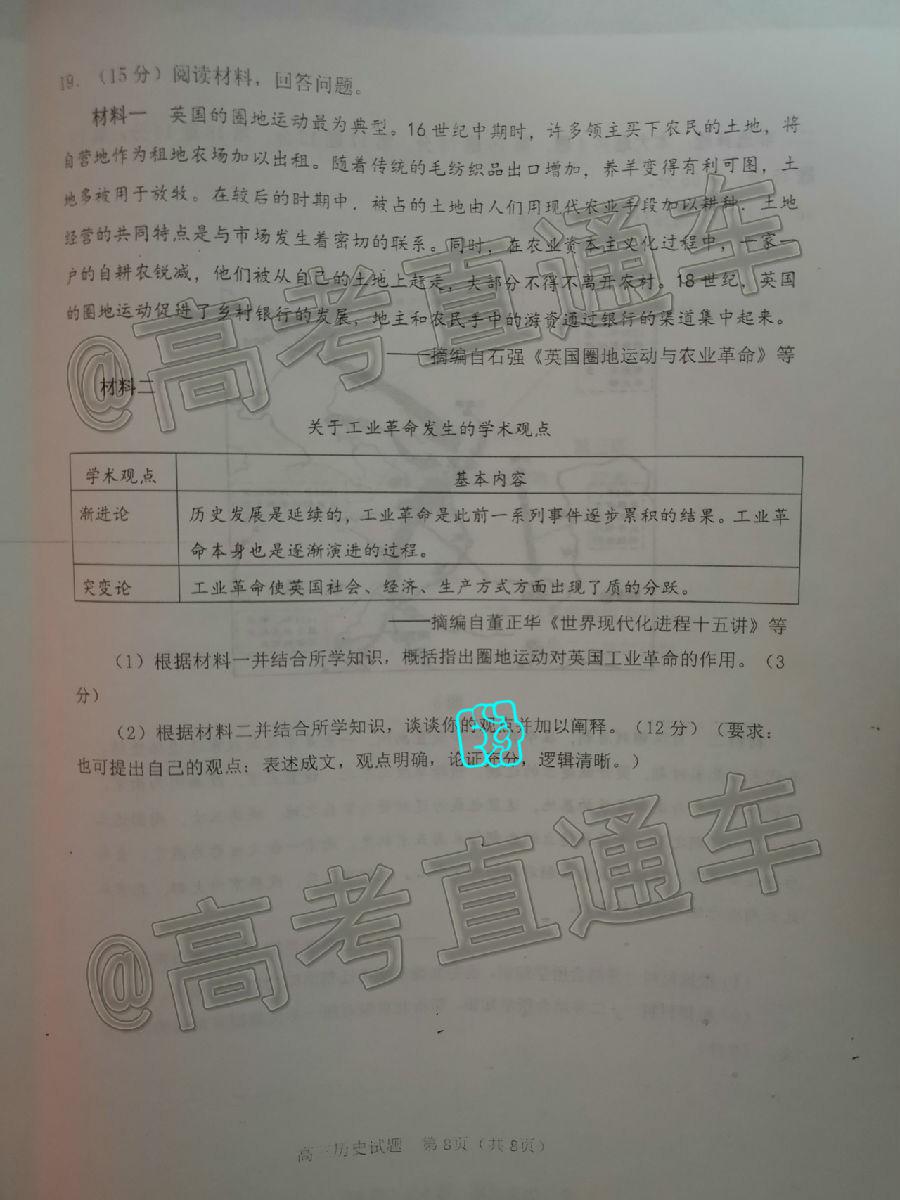 19. （15分）阅读材料，回答问题。
材料一 英国的圈地运动最为典型。16世纪中期时，许多领主买下农民的土地，将
自营地作为租地农场加以出租。随着传统的毛纺织品出口增加，养羊变得有利可图，土
地多被用于放牧。在较后的时期中，被占的土地由人们用现代农业手段加以耕种，土地
经营的共同特点是与市场发生着密切的联系。同时，在农业资本主义化过程中，一家一
户的自耕农锐减，他们被从自己的土地上赶走，大部分不得不离开农村。18世纪，英国
的圈地运动促进了乡村银行的发展，地主和农民手中的游资通过银行的渠道集中起来。
——摘编自石强《英国圈地运动与农业革命》等
材料二
关于工业革命发生的学术观点
学术观点 基本内容
渐进论 历史发展是延续的，工业革命是此前一系列事件逐步累积的结果。工业革
命本身也是逐渐演进的过程。
突变论 工业革命使英国社会、经济、生产方式方面出现了质的分跃。
——摘编自董正华《世界现代化进程十五讲》等
（1）根据材料一并结合所学知识，概括指出圈地运动对英国工业革命的作用。（3
分）
（2）根据材料二并结合所学知识，谈谈你的观点并加以阐释。（12分）（要求：
也可提出自己的观点；表述成文，观点明确，论证充分，逻辑清晰。）
@高考直通车
@高考直通车
高三历史试题 第8页（共8页）